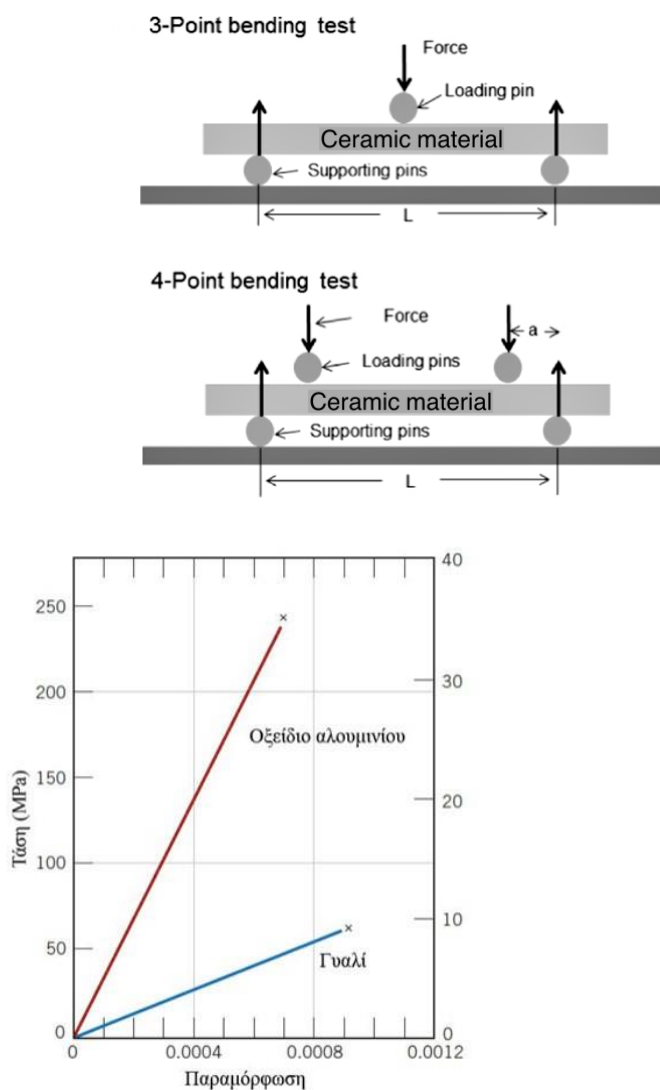 3-Point bending test
Force
Loading pin
Ceramic material
Supporting pins
L
4-Point bending test
Force
a
Loading pins
Ceramic material
Supporting pins
L
40
250
200
30
Οξείδιο αλουμινίου
150
20
Τάση (MPa)
100
10
50
Γυαλί
0
0
0
0.0004
0.0008
0.0012
Παραμόρφωση